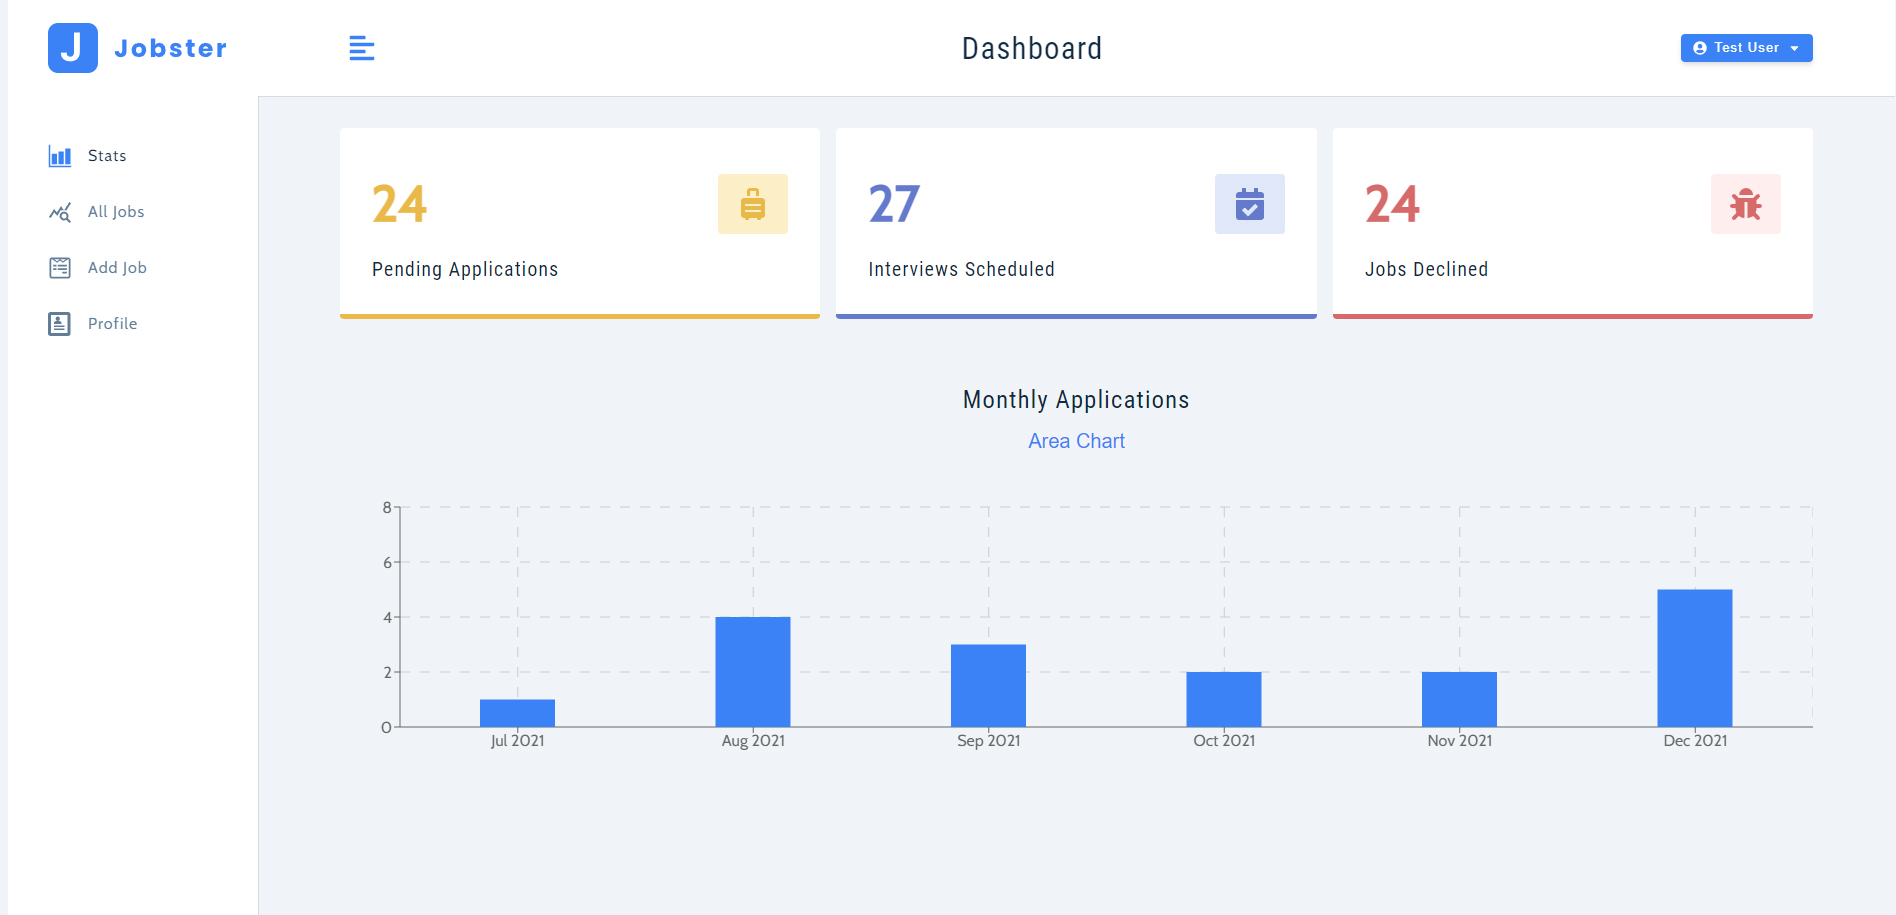 J Jobster
Dashboard
Test User
Stats
All Jobs
Add Job
Profile
24
Pending Applications
27
Interviews Scheduled
24
Jobs Declined
Monthly Applications
Area Chart
8
6
4
2
0
Jul 2021 Aug 2021 Sep 2021 Oct 2021 Nov 2021 Dec 2021